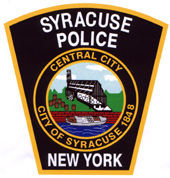 SYRACUSE
POLICE
CENTRAL CITY
CITY OF SYRACUSE 1848
NEW YORK